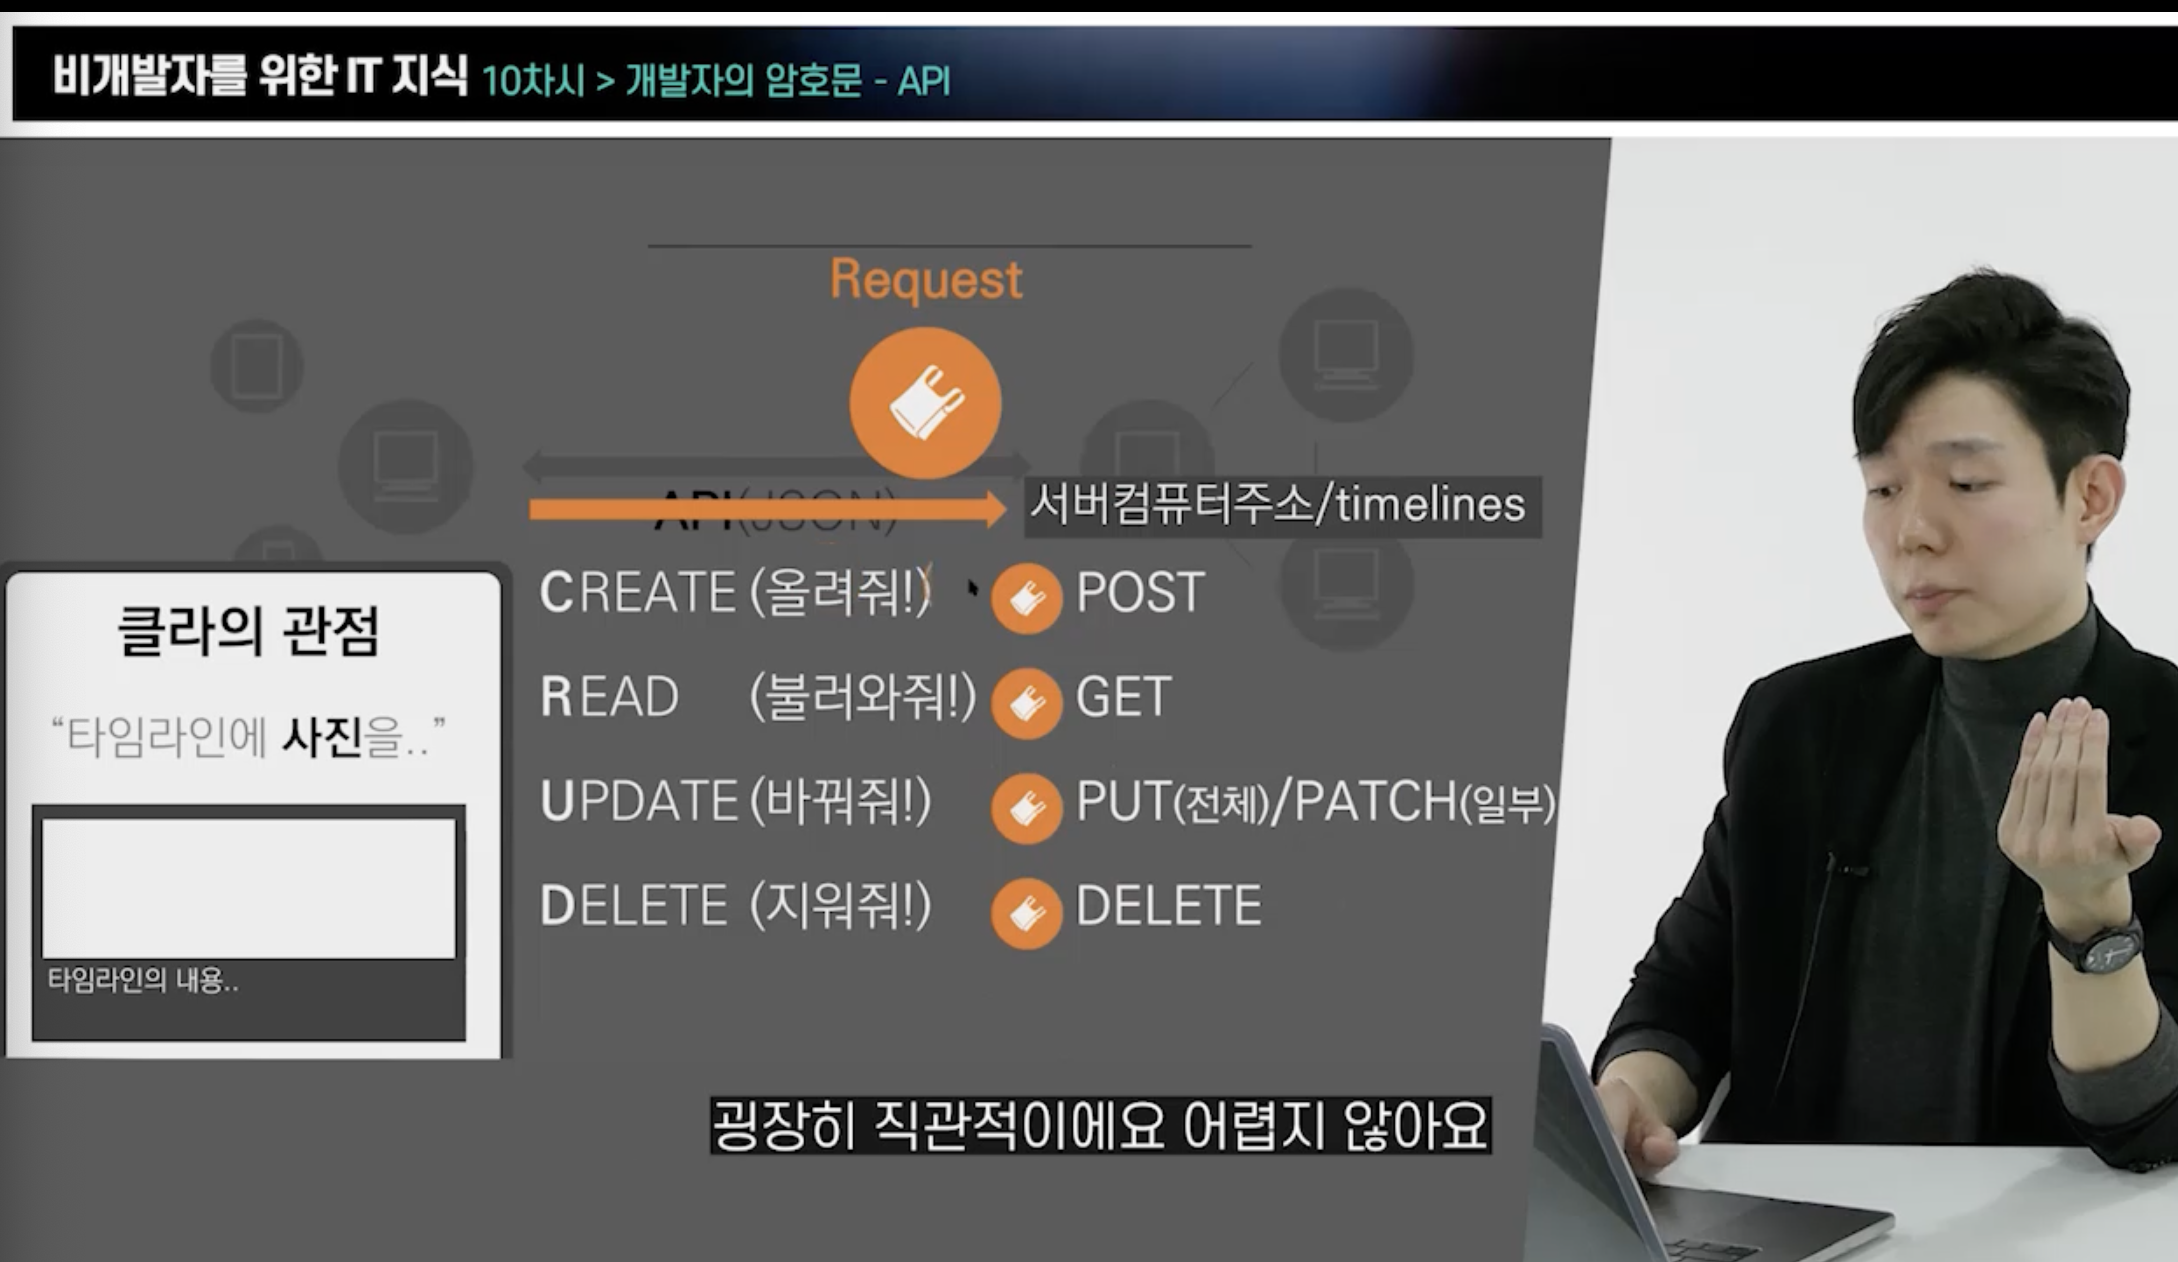 비개발자를 위한 IT 지식 10차시 > 개발자의 암호문 - API
Request
API(JSON)
서버컴퓨터주소/timelines
클라의 관점
“타임라인에 사진을..”
타임라인의 내용..
CREATE (올려줘!) POST
READ (불러와줘!) GET
UPDATE (바꿔줘!) PUT(전체)/PATCH(일부)
DELETE (지워줘!) DELETE
굉장히 직관적이에요 어렵지 않아요